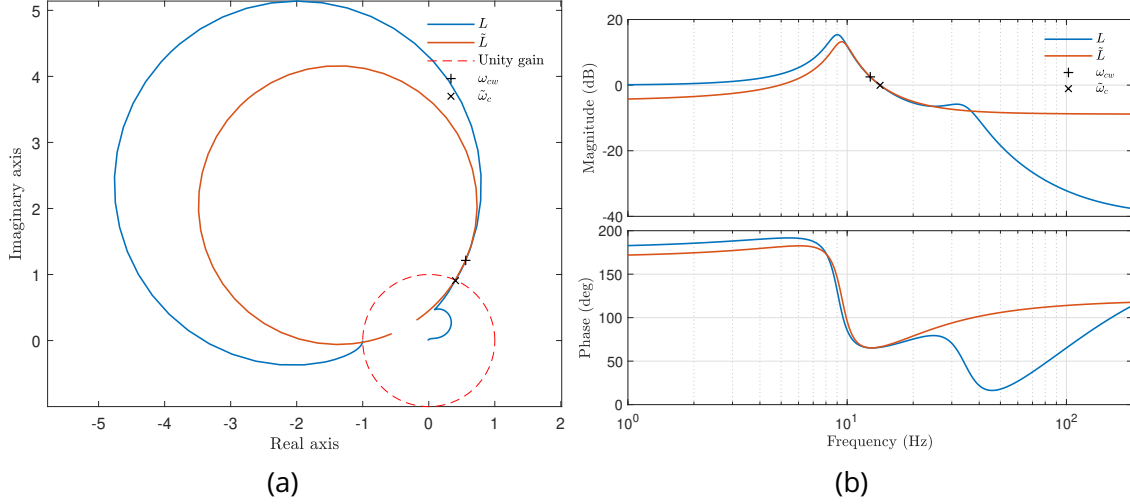 5
4
3
2
1
0
-5 -4 -3 -2 -1 0 1 2
Imaginary axis
Real axis
L
L̃
Unity gain
ω_cw
ω̃_c
(a)
20
0
-20
-40
Magnitude (dB)
L
L̃
ω_cw
ω̃_c
200
150
100
50
0
Phase (deg)
10^0 10^1 10^2
Frequency (Hz)
(b)